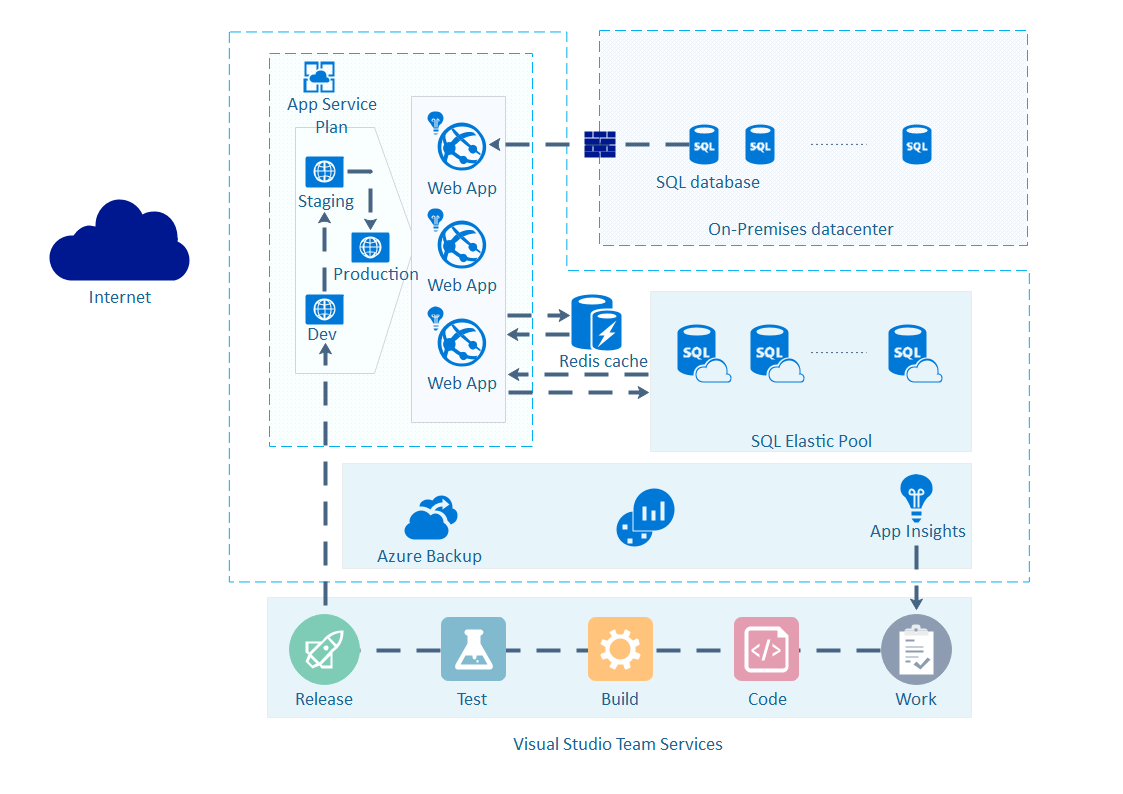 App Service
Plan
Staging
Production
Dev
Web App
Web App
Web App
SQL
SQL
SQL
SQL database
On-Premises datacenter
Internet
Redis cache
SQL
SQL
SQL
SQL Elastic Pool
Azure Backup
App Insights
</>
Release
Test
Build
Code
Work
Visual Studio Team Services